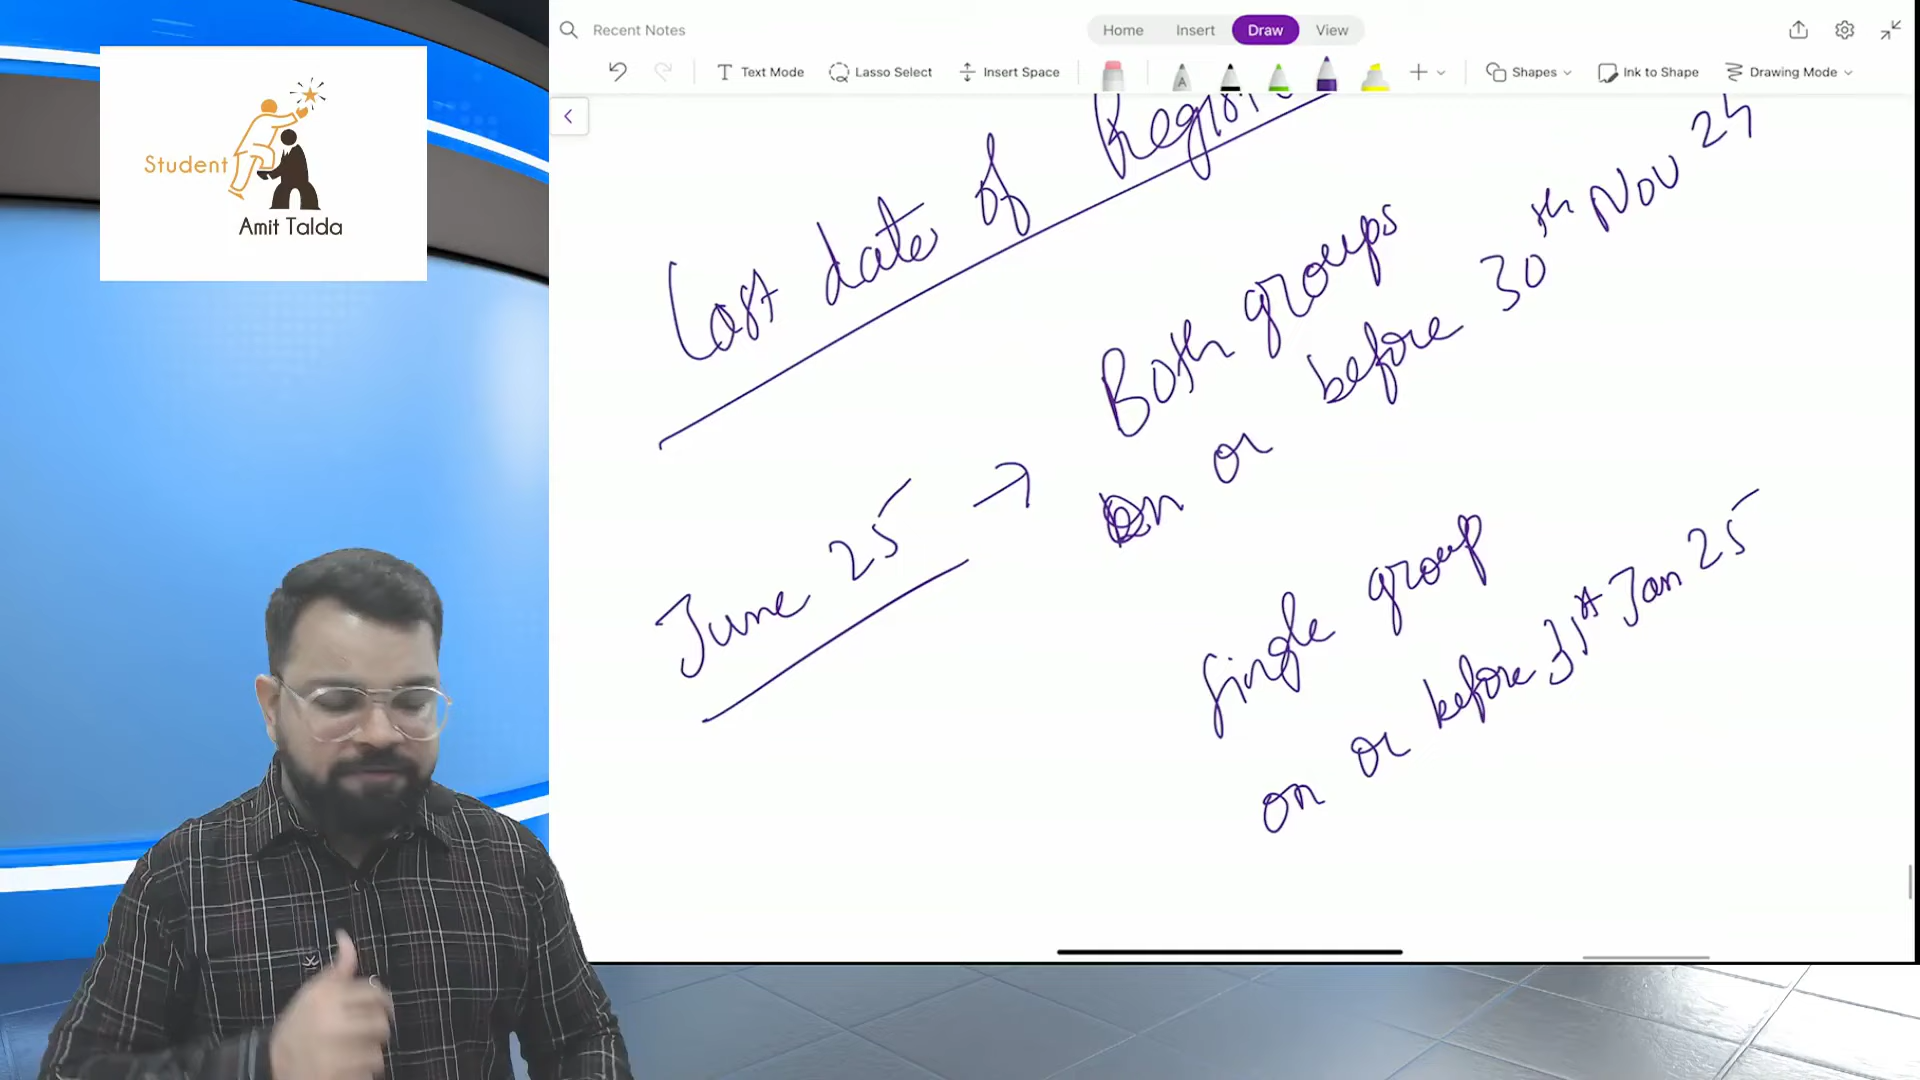 Recent Notes
Home Insert Draw View
Text Mode Lasso Select Insert Space A Shapes Ink to Shape Drawing Mode
Student
Amit Talda
Last date of
June 25 → Both groups
on or before 30th Nov 24
Single group
on or before 31st Jan 25